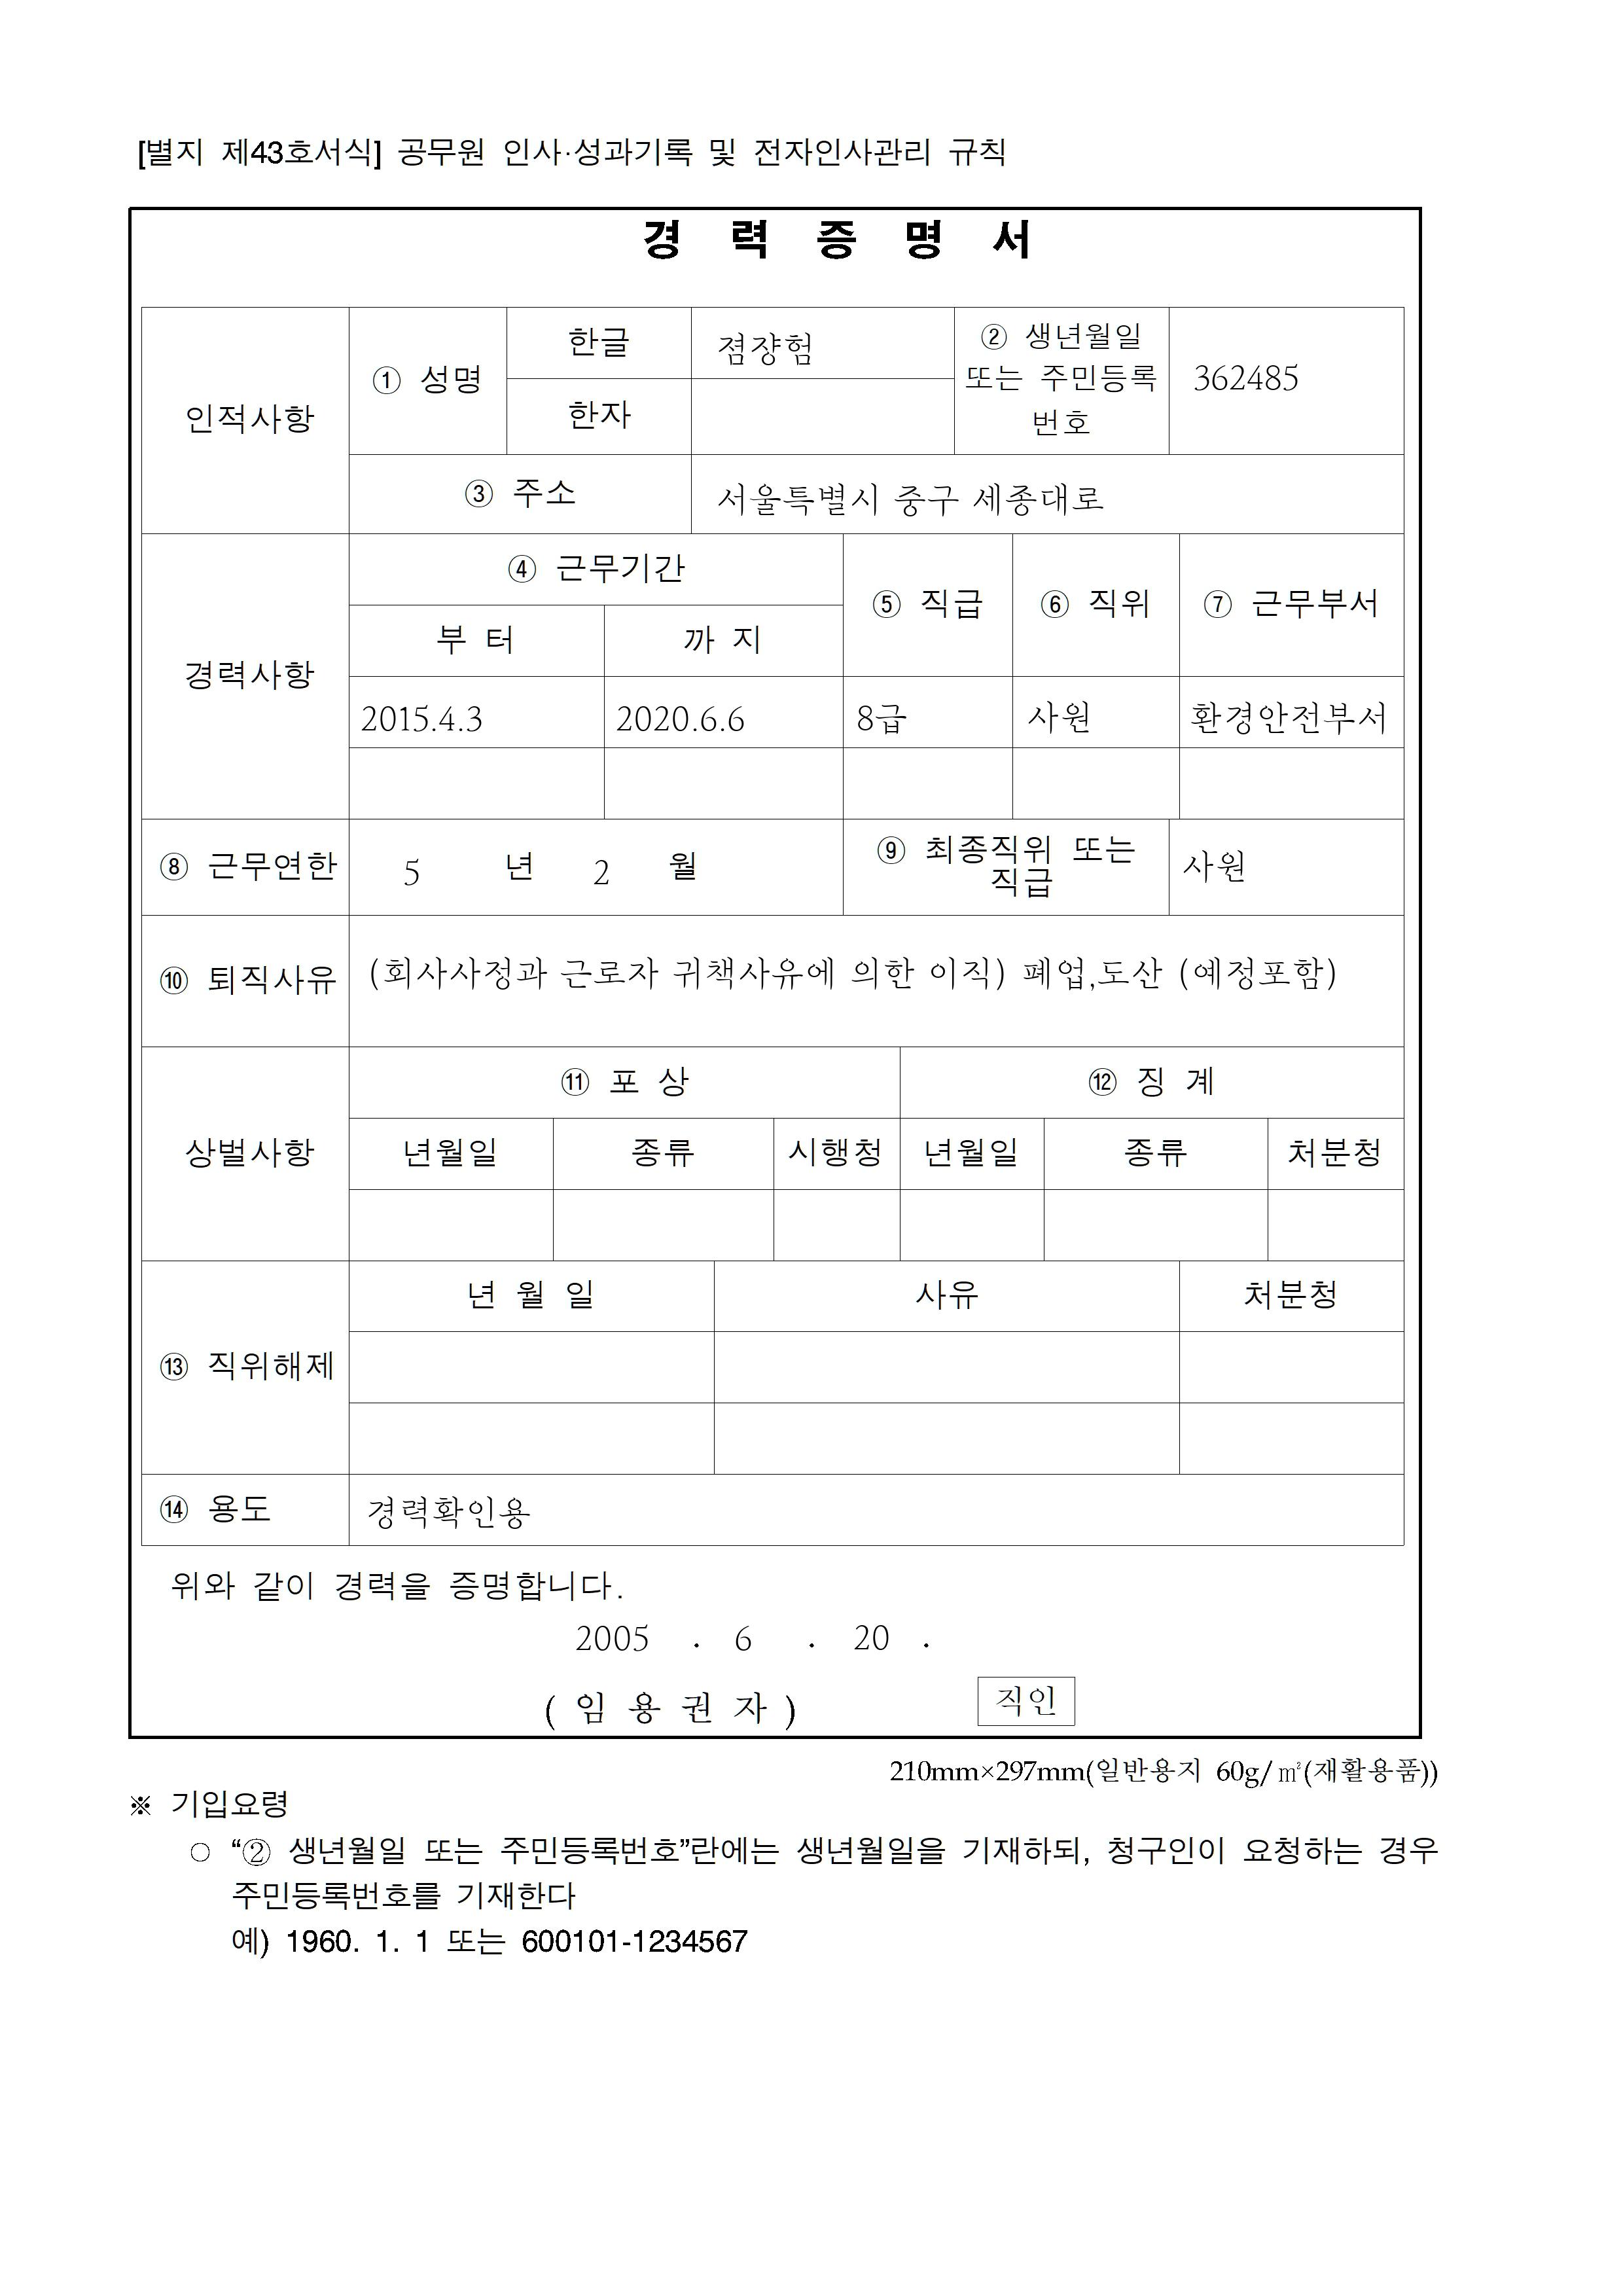 [별지 제43호서식] 공무원 인사·성과기록 및 전자인사관리 규칙
경 력 증 명 서
인적사항
① 성명
한글
점쟝험
② 생년월일
또는 주민등록
번호
362485
한자
③ 주소
서울특별시 중구 세종대로
경력사항
④ 근무기간
⑤ 직급
⑥ 직위
⑦ 근무부서
부 터
까 지
2015.4.3
2020.6.6
8급
사원
환경안전부서
⑧ 근무연한
5 년 2 월
⑨ 최종직위 또는
직급
사원
⑩ 퇴직사유
(회사사정과 근로자 귀책사유에 의한 이직) 폐업,도산 (예정포함)
상벌사항
⑪ 포 상
⑫ 징 계
년월일
종류
시행청
년월일
종류
처분청
⑬ 직위해제
년 월 일
사유
처분청
⑭ 용도
경력확인용
위와 같이 경력을 증명합니다.
2005 . 6 . 20 .
( 임 용 권 자 )
직인
210mm×297mm(일반용지 60g/㎡(재활용품))
※ 기입요령
○ “② 생년월일 또는 주민등록번호”란에는 생년월일을 기재하되, 청구인이 요청하는 경우
주민등록번호를 기재한다
예) 1960. 1. 1 또는 600101-1234567